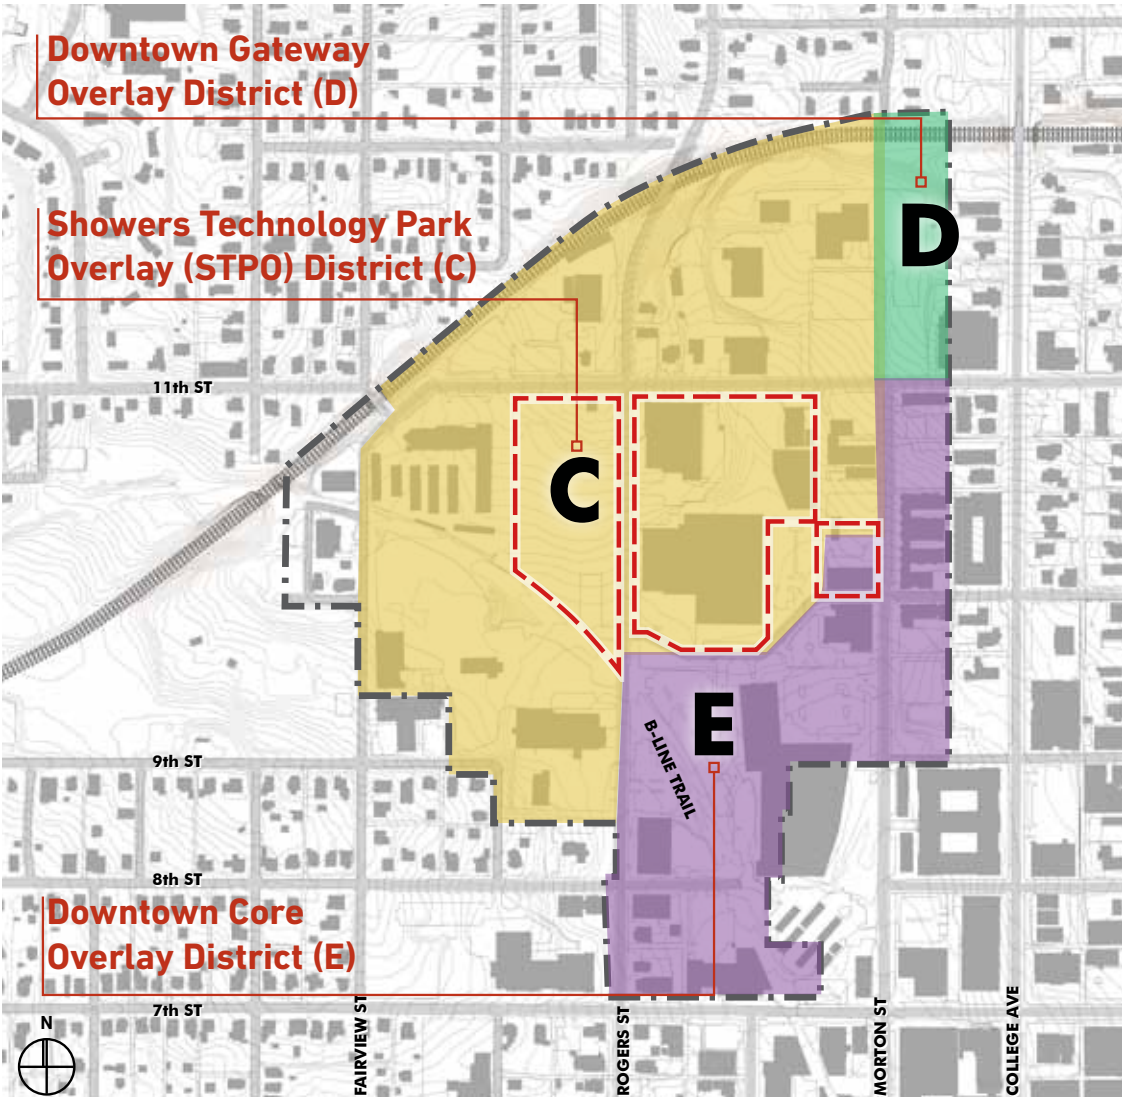 Downtown Gateway
Overlay District (D)
D
Showers Technology Park
Overlay (STPO) District (C)
11th ST
C
E
B-LINE TRAIL
9th ST
8th ST
Downtown Core
Overlay District (E)
7th ST
N
FAIRVIEW ST
ROGERS ST
MORTON ST
COLLEGE AVE